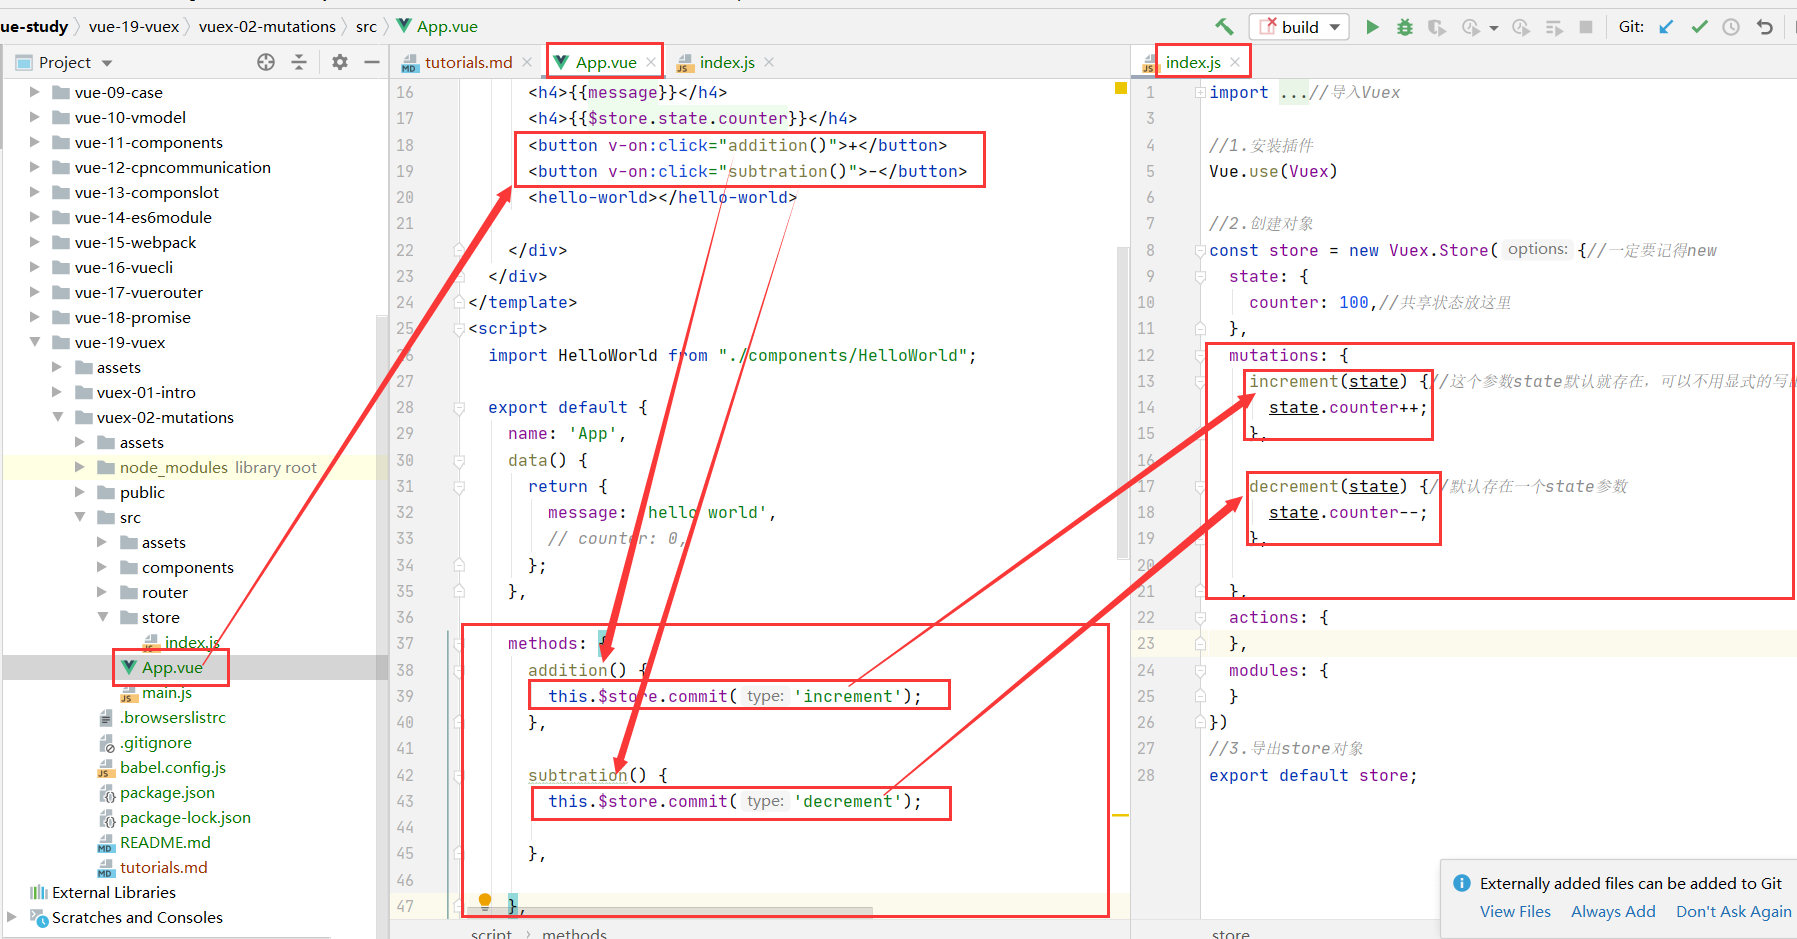 ue-study vue-19-vuex vuex-02-mutations src App.vue
build Git:
Project
vue-09-case
vue-10-vmodel
vue-11-components
vue-12-cpncommunication
vue-13-componslot
vue-14-es6module
vue-15-webpack
vue-16-vuecli
vue-17-vuerouter
vue-18-promise
vue-19-vuex
assets
vuex-01-intro
vuex-02-mutations
assets
node_modules library root
public
src
assets
components
router
store
index.js
App.vue
main.js
.browserslistrc
.gitignore
babel.config.js
package.json
package-lock.json
README.md
tutorials.md
External Libraries
Scratches and Consoles
tutorials.md App.vue index.js
16 <h4>{{message}}</h4>
17 <h4>{{$store.state.counter}}</h4>
18 <button v-on:click="addition()">+</button>
19 <button v-on:click="subtration()">-</button>
20 <hello-world></hello-world>
21
22 </div>
23 </div>
24 </template>
25 <script>
26 import HelloWorld from "./components/HelloWorld";
27
28 export default {
29 name: 'App',
30 data() {
31 return {
32 message: 'hello world',
33 // counter: 0,
34 };
35 },
36
37 methods: {
38 addition() {
39 this.$store.commit( type: 'increment');
40 },
41
42 subtration() {
43 this.$store.commit( type: 'decrement');
44
45 },
46
47 },
script methods
index.js
1 import ...//导入Vuex
3
4 //1.安装插件
5 Vue.use(Vuex)
6
7 //2.创建对象
8 const store = new Vuex.Store( options: {//一定要记得new
9 state: {
10 counter: 100,//共享状态放这里
11 },
12 mutations: {
13 increment(state) {//这个参数state默认就存在，可以不用显式的写出
14 state.counter++;
15 },
16
17 decrement(state) {//默认存在一个state参数
18 state.counter--;
19 },
20
21 },
22 actions: {
23 },
24 modules: {
25 }
26 })
27 //3.导出store对象
28 export default store;
store
Externally added files can be added to Git
View Files Always Add Don't Ask Again